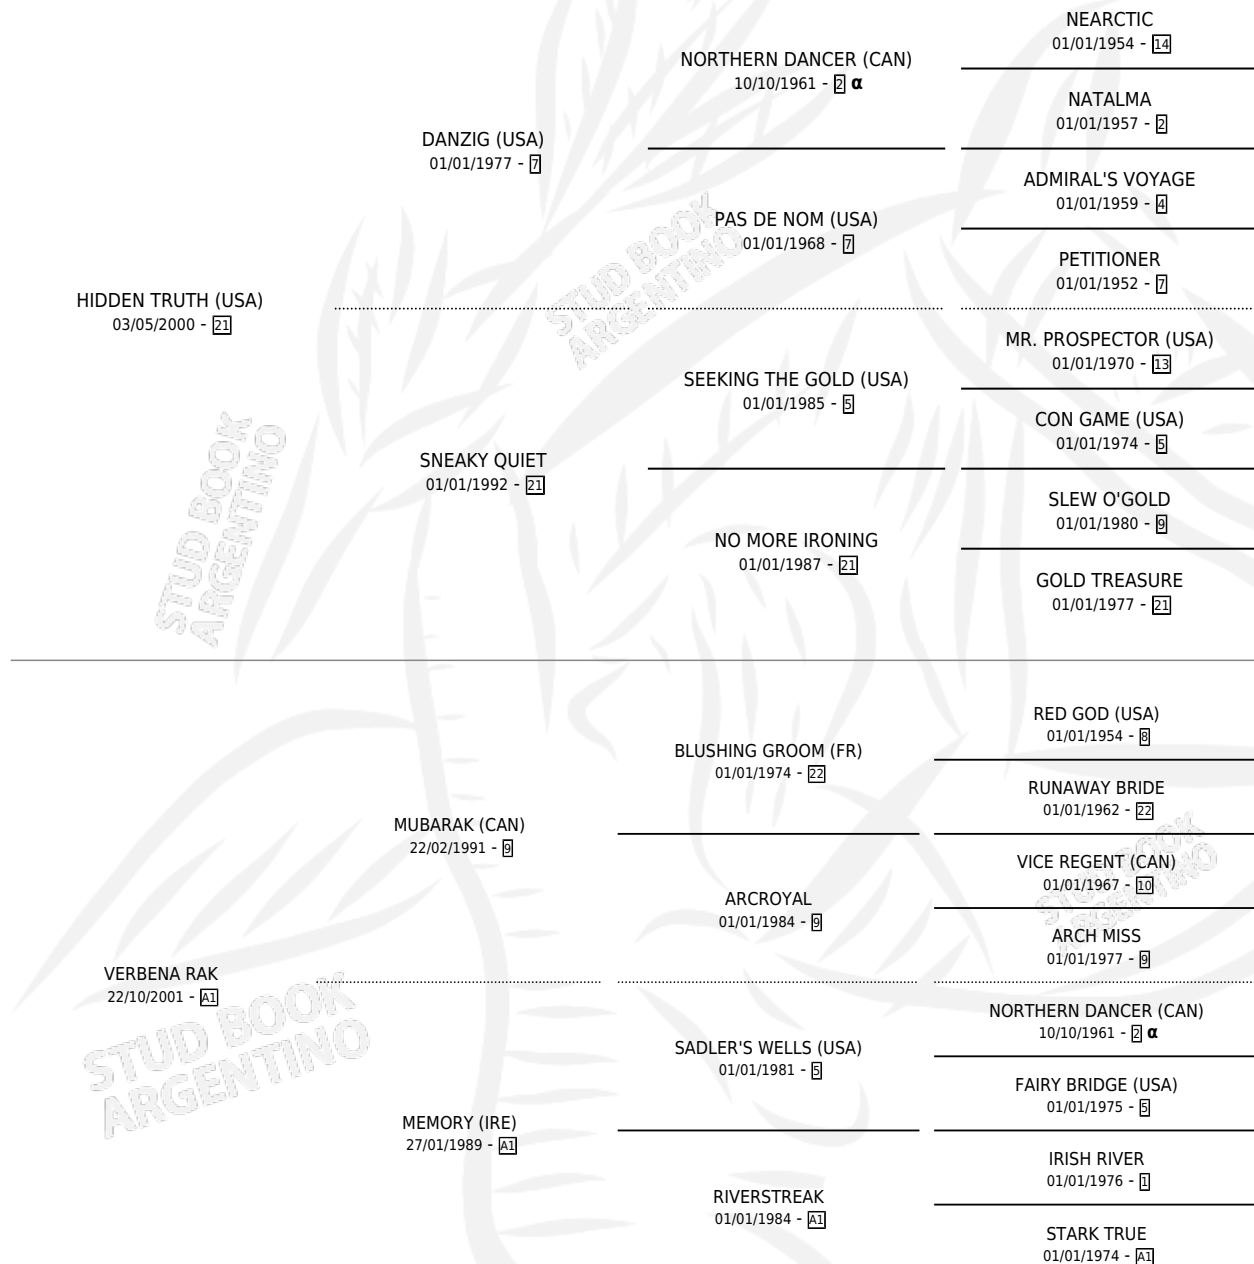 NEARCTIC
01/01/1954 - 14
NORTHERN DANCER (CAN)
10/10/1961 - 2 α
NATALMA
01/01/1957 - 2
DANZIG (USA)
01/01/1977 - 7
ADMIRAL'S VOYAGE
01/01/1959 - 4
PAS DE NOM (USA)
01/01/1968 - 7
PETITIONER
01/01/1952 - 7
HIDDEN TRUTH (USA)
03/05/2000 - 21
MR. PROSPECTOR (USA)
01/01/1970 - 13
SEEKING THE GOLD (USA)
01/01/1985 - 5
CON GAME (USA)
01/01/1974 - 5
SNEAKY QUIET
01/01/1992 - 21
SLEW O'GOLD
01/01/1980 - 9
NO MORE IRONING
01/01/1987 - 21
GOLD TREASURE
01/01/1977 - 21
RED GOD (USA)
01/01/1954 - 8
BLUSHING GROOM (FR)
01/01/1974 - 22
RUNAWAY BRIDE
01/01/1962 - 22
MUBARAK (CAN)
22/02/1991 - 9
VICE REGENT (CAN)
01/01/1967 - 10
ARCROYAL
01/01/1984 - 9
ARCH MISS
01/01/1977 - 9
VERBENA RAK
22/10/2001 - A1
NORTHERN DANCER (CAN)
10/10/1961 - 2 α
SADLER'S WELLS (USA)
01/01/1981 - 5
FAIRY BRIDGE (USA)
01/01/1975 - 5
MEMORY (IRE)
27/01/1989 - A1
IRISH RIVER
01/01/1976 - 1
RIVERSTREAK
01/01/1984 - A1
STARK TRUE
01/01/1974 - A1
STUD BOOK
ARGENTINO
STUD BOOK
ARGENTINO
STUD BOOK
ARGENTINO
STUD BOOK
ARGENTINO